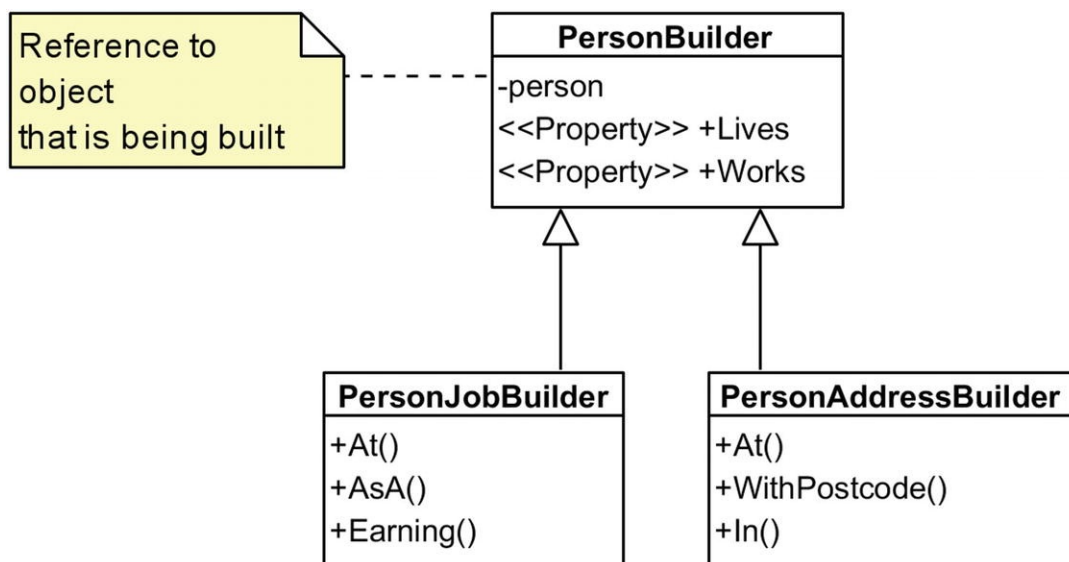 Reference to
object
that is being built
PersonBuilder
-person
<<Property>> +Lives
<<Property>> +Works
PersonJobBuilder
+At()
+AsA()
+Earning()
PersonAddressBuilder
+At()
+WithPostcode()
+In()